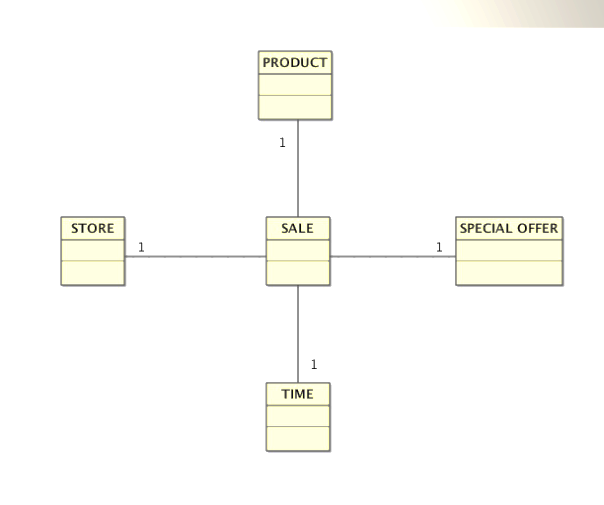 PRODUCT
1
STORE
1
SALE
1
SPECIAL OFFER
1
TIME